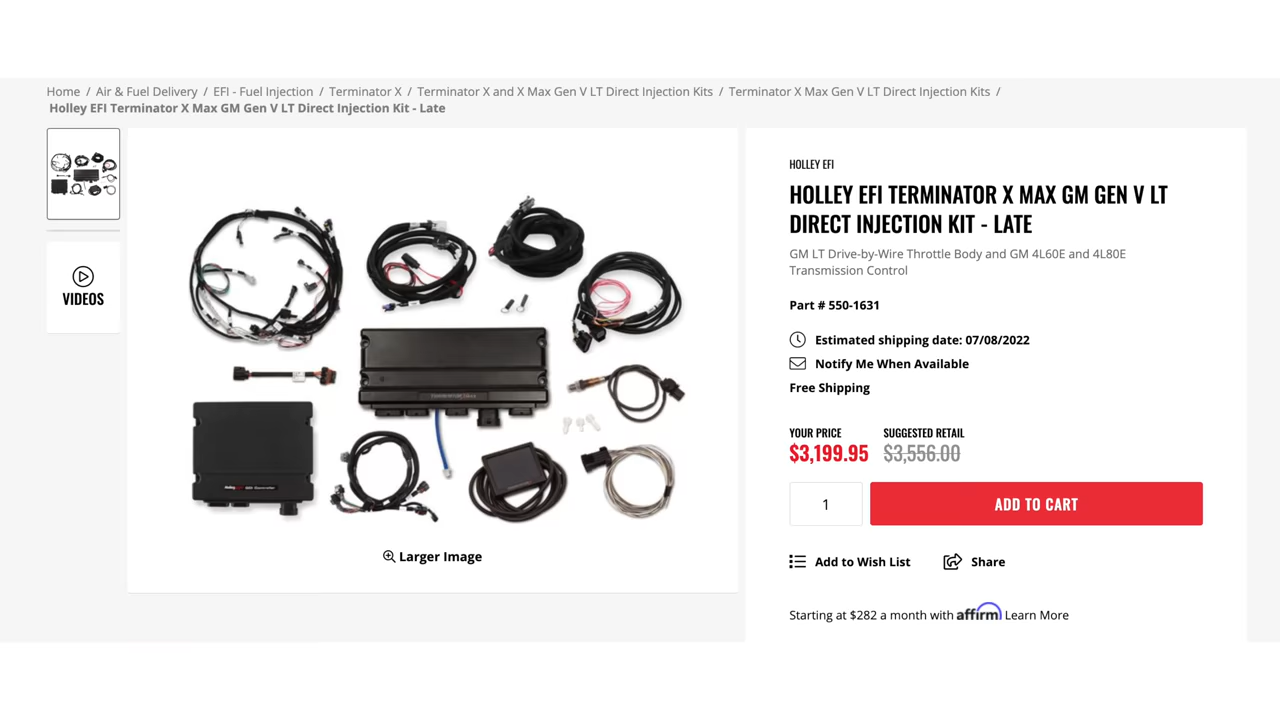 Home / Air & Fuel Delivery / EFI - Fuel Injection / Terminator X / Terminator X and X Max Gen V LT Direct Injection Kits / Terminator X Max Gen V LT Direct Injection Kits /
Holley EFI Terminator X Max GM Gen V LT Direct Injection Kit - Late
VIDEOS
Larger Image
HOLLEY EFI
HOLLEY EFI TERMINATOR X MAX GM GEN V LT
DIRECT INJECTION KIT - LATE
GM LT Drive-by-Wire Throttle Body and GM 4L60E and 4L80E
Transmission Control
Part # 550-1631
Estimated shipping date: 07/08/2022
Notify Me When Available
Free Shipping
YOUR PRICE SUGGESTED RETAIL
$3,199.95 $3,556.00
1 ADD TO CART
Add to Wish List Share
Starting at $282 a month with affirm Learn More